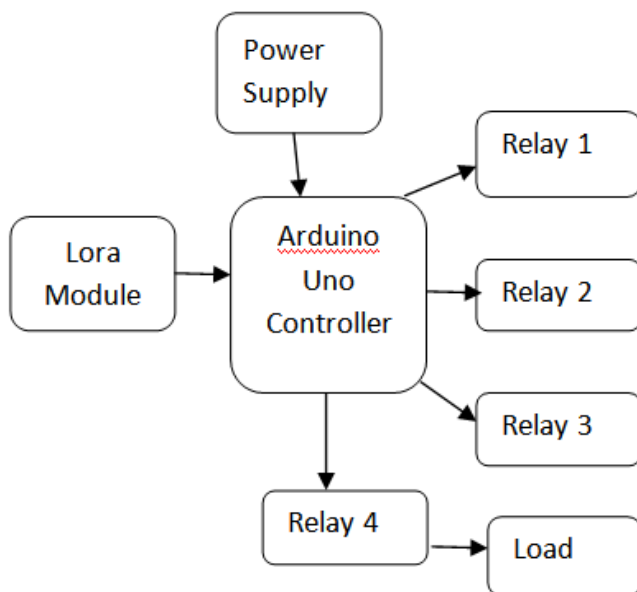 Power
Supply
Relay 1
Lora
Module
Arduino
Uno
Controller
Relay 2
Relay 3
Relay 4
Load